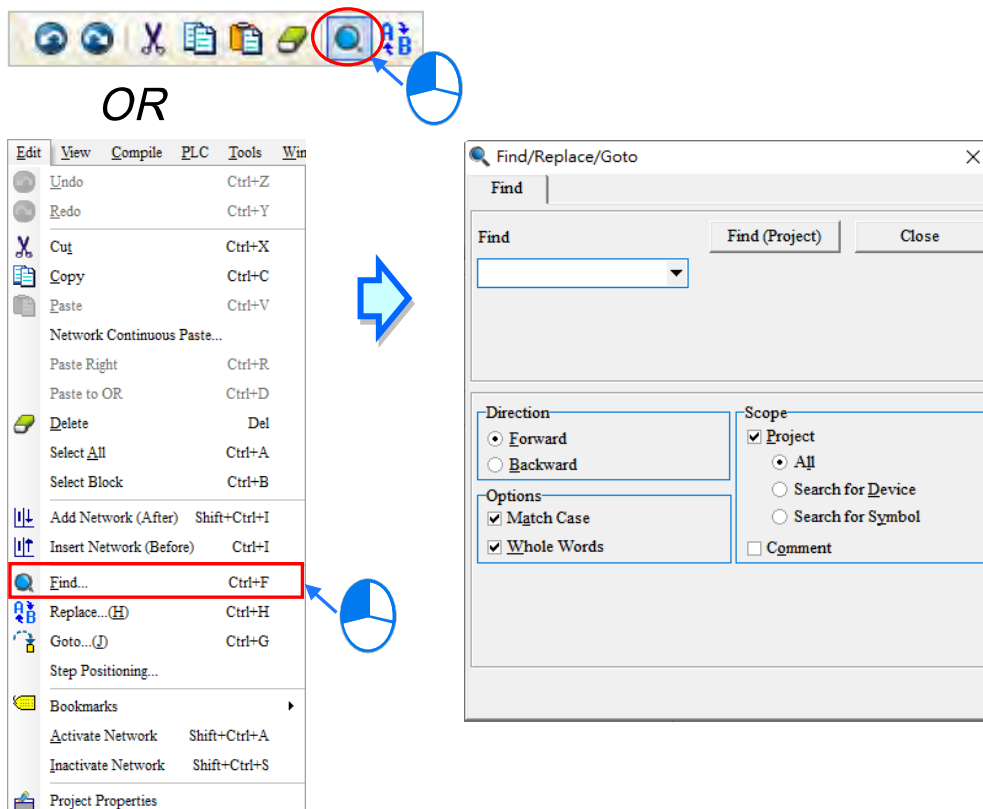 A
B
OR
Edit View Compile PLC Tools Win
Undo Ctrl+Z
Redo Ctrl+Y
Cut Ctrl+X
Copy Ctrl+C
Paste Ctrl+V
Network Continuous Paste...
Paste Right Ctrl+R
Paste to OR Ctrl+D
Delete Del
Select All Ctrl+A
Select Block Ctrl+B
Add Network (After) Shift+Ctrl+I
Insert Network (Before) Ctrl+I
Find... Ctrl+F
Replace...(H) Ctrl+H
Goto...(J) Ctrl+G
Step Positioning...
Bookmarks
Activate Network Shift+Ctrl+A
Inactivate Network Shift+Ctrl+S
Project Properties
Find/Replace/Goto
Find
Find
Find (Project) Close
Direction
Forward
Backward
Options
Match Case
Whole Words
Scope
Project
All
Search for Device
Search for Symbol
Comment